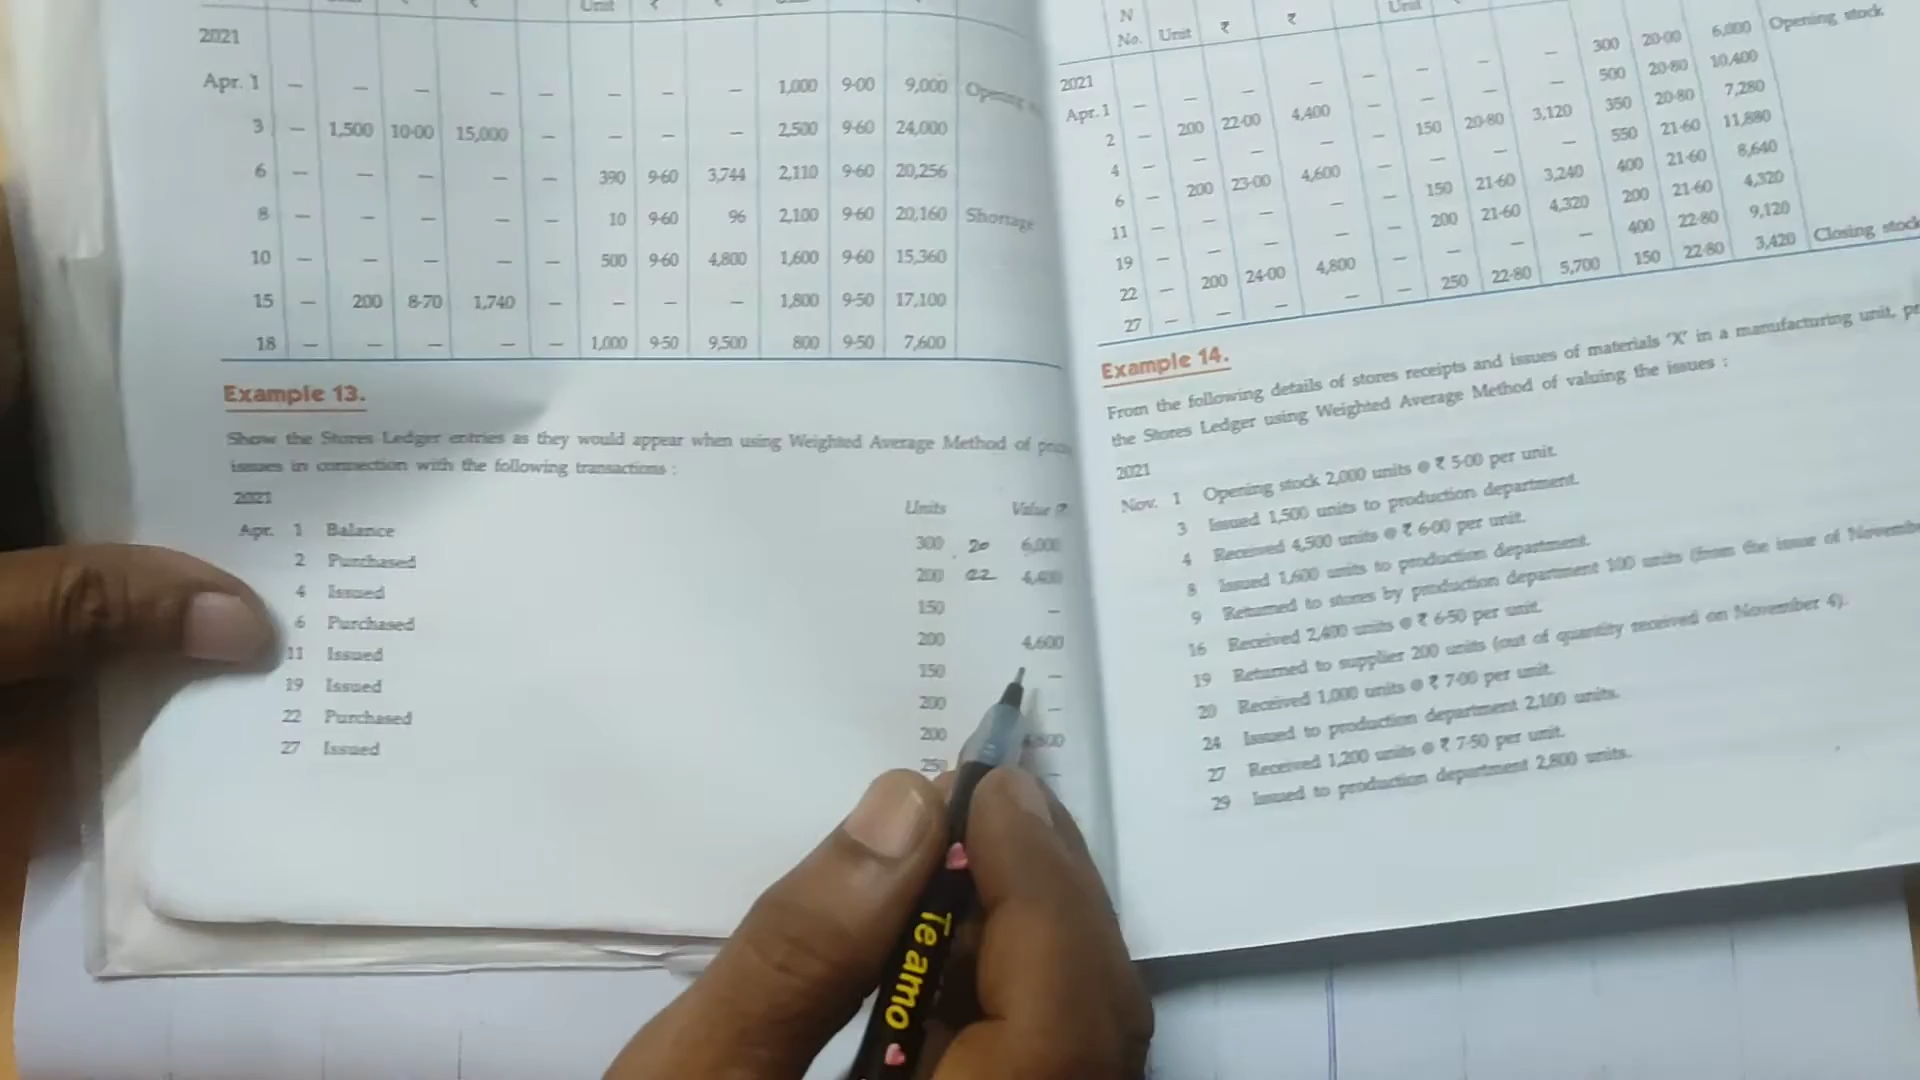 Unit ₹ ₹
2021
Apr. 1 — — — — — — — — 1,000 9·00 9,000 Opening
3 — 1,500 10·00 15,000 — — — — 2,500 9·60 24,000
6 — — — — — 390 9·60 3,744 2,110 9·60 20,256
8 — — — — — 10 9·60 96 2,100 9·60 20,160 Shortage
10 — — — — — 500 9·60 4,800 1,600 9·60 15,360
15 — 200 8·70 1,740 — — — — 1,800 9·50 17,100
18 — — — — — 1,000 9·50 9,500 800 9·50 7,600
Example 13.
Show the Stores Ledger entries as they would appear when using Weighted Average Method of
issues in connection with the following transactions :
2021
Units Value ₹
Apr. 1 Balance 300 20 6,000
2 Purchased 200 22 4,400
4 Issued 150 —
6 Purchased 200 4,600
11 Issued 150 —
19 Issued 200 —
22 Purchased 200
27 Issued 250 —
Te amo
N
No. Unit ₹ ₹ Unit
2021
Apr. 1 — — — — — — — — 300 20·00 6,000 Opening stock
2 — 200 22·00 4,400 — — — — 500 20·80 10,400
4 — — — — — 150 20·80 3,120 350 20·80 7,280
6 — 200 23·00 4,600 — — — — 550 21·60 11,880
11 — — — — — 150 21·60 3,240 400 21·60 8,640
19 — — — — — 200 21·60 4,320 200 21·60 4,320
22 — 200 24·00 4,800 — — — — 400 22·80 9,120
27 — — — — — 250 22·80 5,700 150 22·80 3,420 Closing stock
Example 14.
From the following details of stores receipts and issues of materials 'X' in a manufacturing unit,
the Stores Ledger using Weighted Average Method of valuing the issues :
2021
Nov. 1 Opening stock 2,000 units @ ₹ 5·00 per unit.
3 Issued 1,500 units to production department.
4 Received 4,500 units @ ₹ 6·00 per unit.
8 Issued 1,600 units to production department.
9 Returned to stores by production department 100 units (from the issue of
16 Received 2,400 units @ ₹ 6·50 per unit.
19 Returned to supplier 200 units (out of quantity received on November 4).
20 Received 1,000 units @ ₹ 7·00 per unit.
24 Issued to production department 2,100 units.
27 Received 1,200 units @ ₹ 7·50 per unit.
29 Issued to production department 2,800 units.